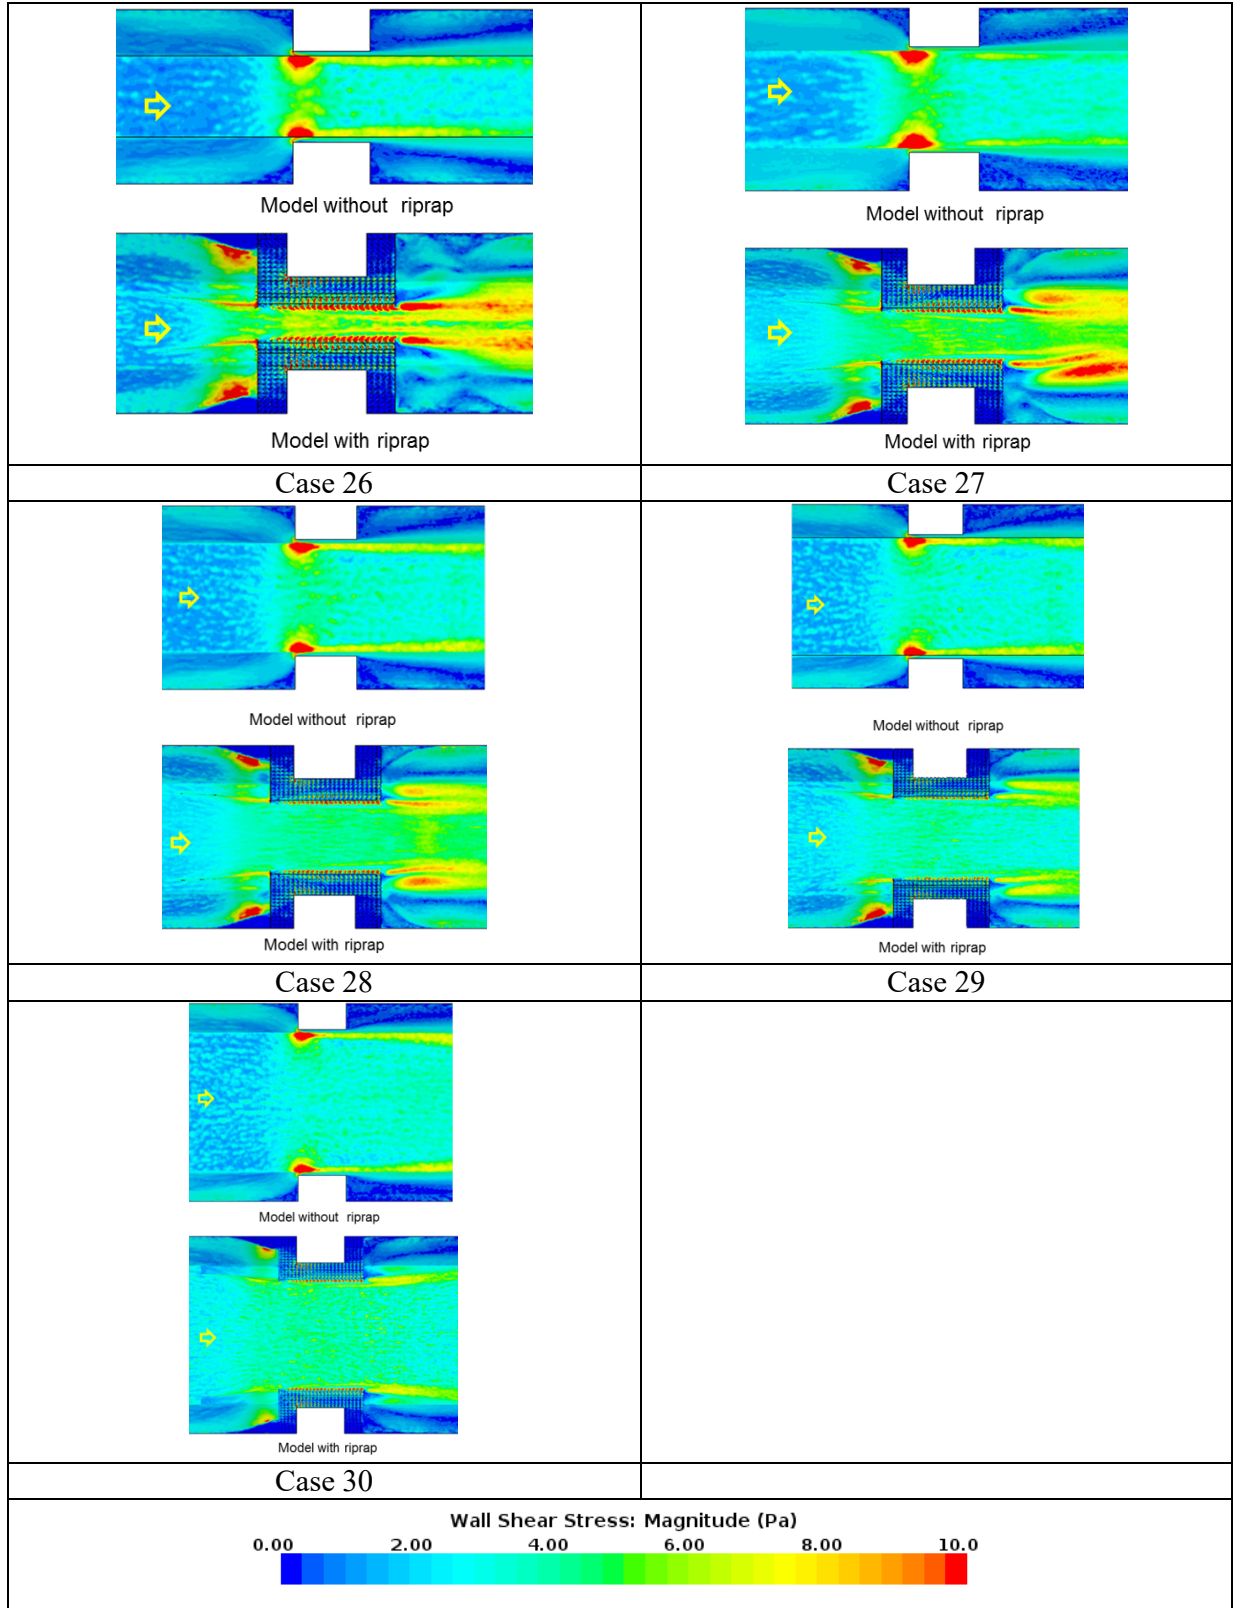 Model without riprap
Model without riprap
Model with riprap
Model with riprap
Case 26
Case 27
Model without riprap
Model without riprap
Model with riprap
Model with riprap
Case 28
Case 29
Model without riprap
Model with riprap
Case 30
Wall Shear Stress: Magnitude (Pa)
0.00 2.00 4.00 6.00 8.00 10.0